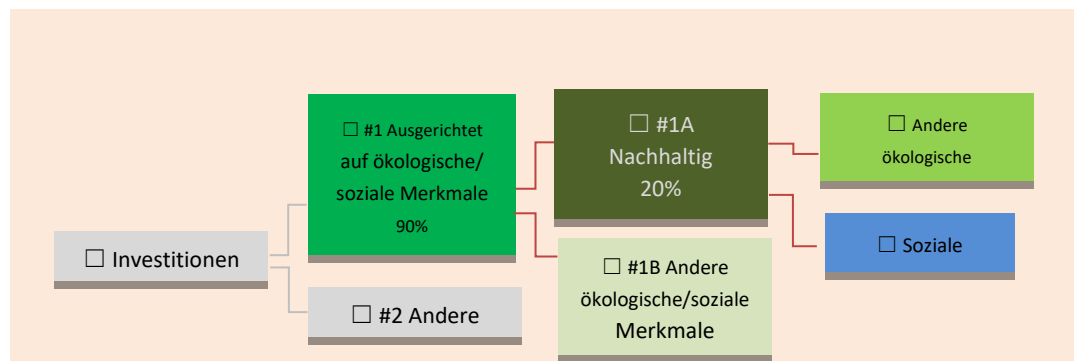 ☐ Investitionen
☐ #1 Ausgerichtet
auf ökologische/
soziale Merkmale
90%
☐ #2 Andere
☐ #1A
Nachhaltig
20%
☐ #1B Andere
ökologische/soziale
Merkmale
☐ Andere
ökologische
☐ Soziale